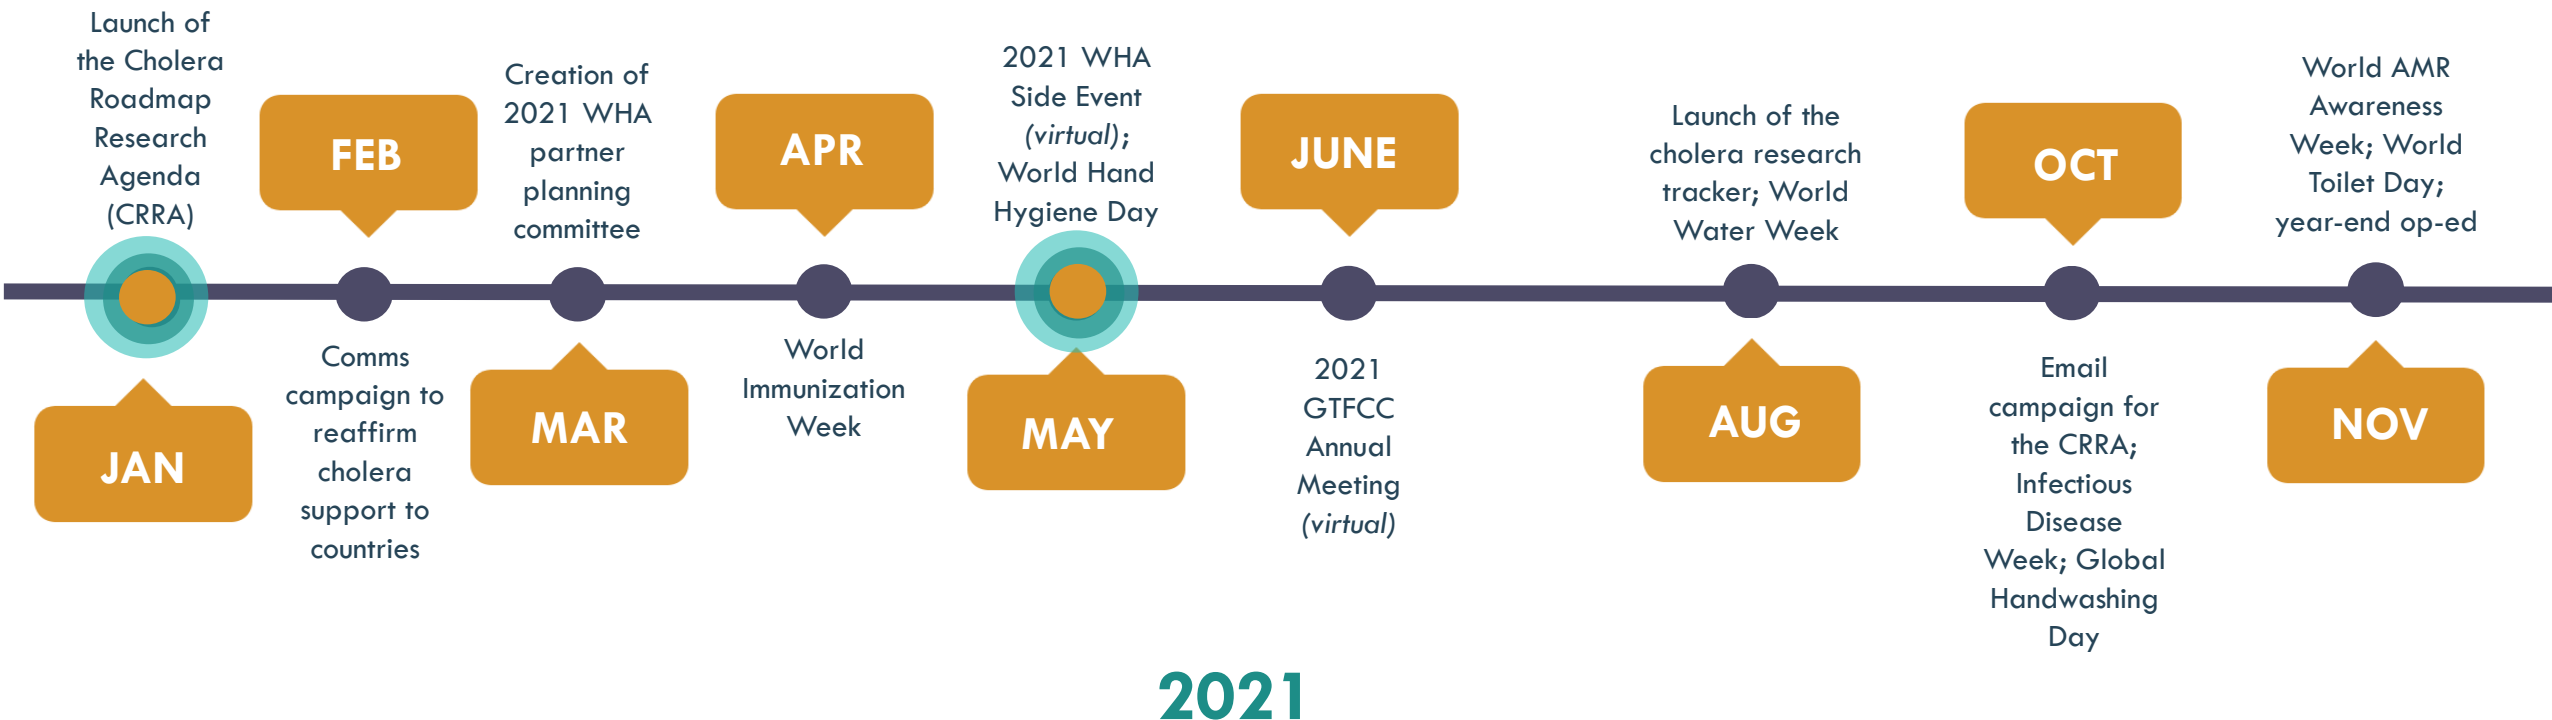 Launch of
the Cholera
Roadmap
Research
Agenda
(CRRA)
JAN
FEB
Comms
campaign to
reaffirm
cholera
support to
countries
Creation of
2021 WHA
partner
planning
committee
MAR
APR
World
Immunization
Week
2021 WHA
Side Event
(virtual);
World Hand
Hygiene Day
MAY
JUNE
2021
GTFCC
Annual
Meeting
(virtual)
Launch of the
cholera research
tracker; World
Water Week
AUG
OCT
Email
campaign for
the CRRA;
Infectious
Disease
Week; Global
Handwashing
Day
World AMR
Awareness
Week; World
Toilet Day;
year-end op-ed
NOV
2021